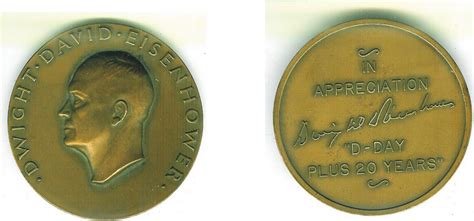 · DWIGHT · DAVID · EISENHOWER ·
IN
APPRECIATION
Dwight D Eisenhower
"D-DAY
PLUS 20 YEARS"